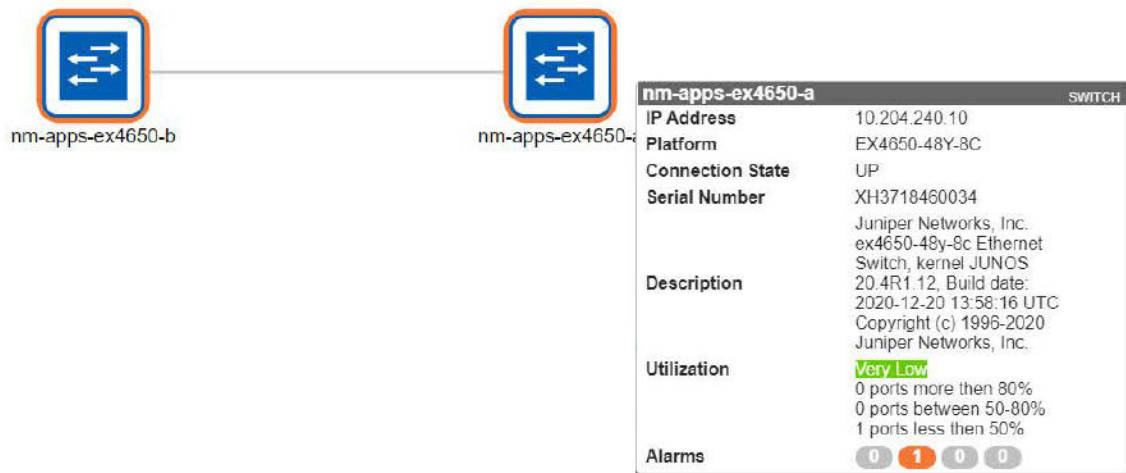 nm-apps-ex4650-b
nm-apps-ex4650-
nm-apps-ex4650-a SWITCH
IP Address 10.204.240.10
Platform EX4650-48Y-8C
Connection State UP
Serial Number XH3718460034
Description Juniper Networks, Inc.
ex4650-48y-8c Ethernet
Switch, kernel JUNOS
20.4R1.12, Build date:
2020-12-20 13:58:16 UTC
Copyright (c) 1996-2020
Juniper Networks, Inc.
Utilization Very Low
0 ports more then 80%
0 ports between 50-80%
1 ports less then 50%
Alarms 0 1 0 0